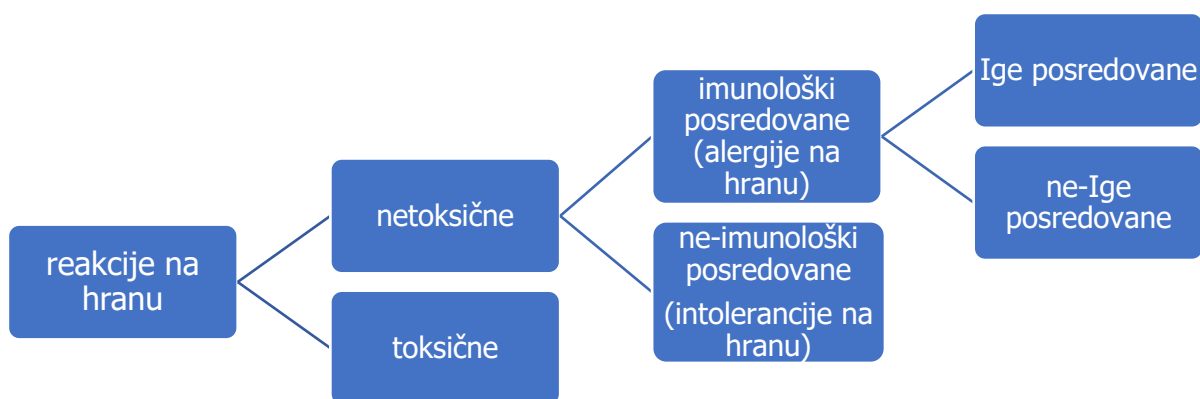 reakcije na
hranu
netoksične
toksične
imunološki
posredovane
(alergije na
hranu)
ne-imunološki
posredovane
(intolerancije na
hranu)
Ige posredovane
ne-Ige
posredovane